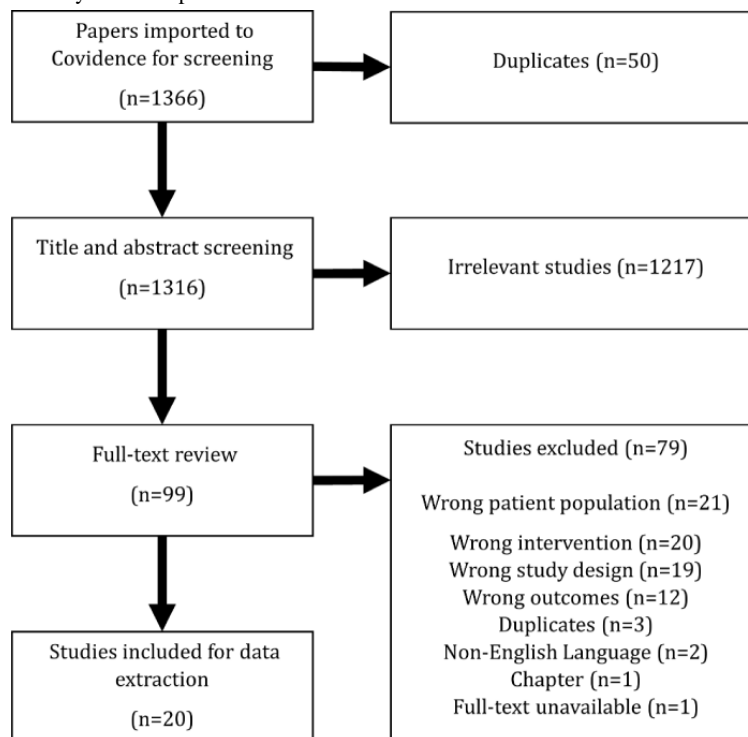 Papers imported to
Covidence for screening
(n=1366)
Duplicates (n=50)
Title and abstract screening
(n=1316)
Irrelevant studies (n=1217)
Full-text review
(n=99)
Studies excluded (n=79)
Wrong patient population (n=21)
Wrong intervention (n=20)
Wrong study design (n=19)
Wrong outcomes (n=12)
Duplicates (n=3)
Non-English Language (n=2)
Chapter (n=1)
Full-text unavailable (n=1)
Studies included for data
extraction
(n=20)